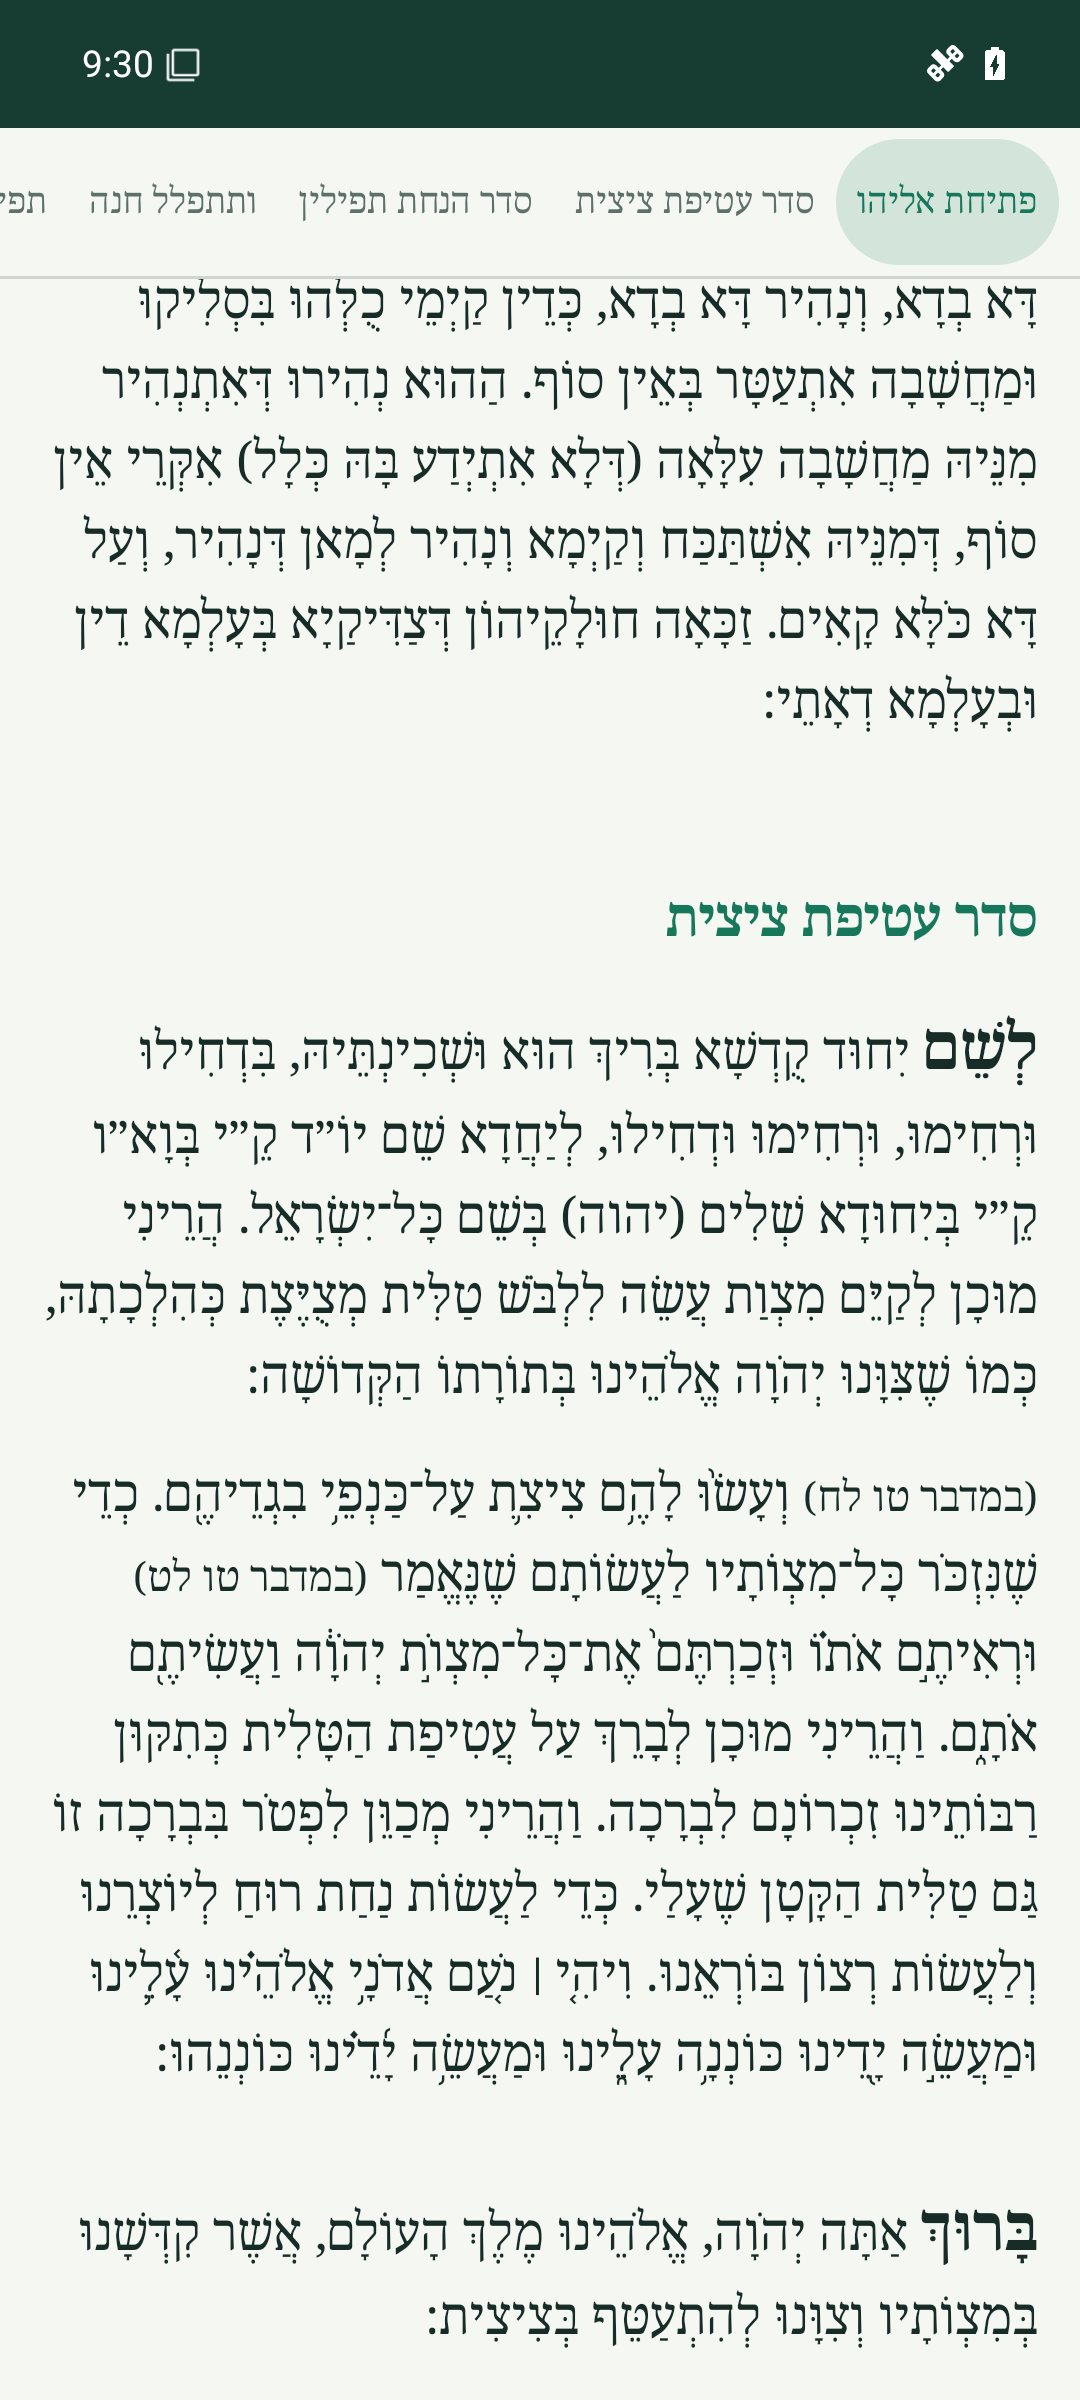 9:30
פתיחת אליהו סדר עטיפת ציצית סדר הנחת תפילין ותתפלל חנה תפי
דָּא בְדָא, וְנָהִיר דָּא בְדָא, כְּדֵין קַיְמֵי כֻלְּהוּ בִּסְלִיקוּ
וּמַחֲשָׁבָה אִתְעַטָּר בְּאֵין סוֹף. הַהוּא נְהִירוּ דְּאִתְנְהִיר
מִנֵּיהּ מַחֲשָׁבָה עִלָּאָה (דְּלָא אִתְיְדַע בָּהּ כְּלָל) אִקְּרֵי אֵין
סוֹף, דְּמִנֵּיהּ אִשְׁתַּכַּח וְקַיְמָא וְנָהִיר לְמָאן דְּנָהִיר, וְעַל
דָּא כֹּלָּא קָאִים. זַכָּאָה חוּלָקֵיהוֹן דְּצַדִּיקַיָּא בְּעָלְמָא דֵין
וּבְעָלְמָא דְאָתֵי:
סדר עטיפת ציצית
לְשֵׁם יִחוּד קֻדְשָׁא בְּרִיךְ הוּא וּשְׁכִינְתֵּיהּ, בִּדְחִילוּ
וּרְחִימוּ, וּרְחִימוּ וּדְחִילוּ, לְיַחֲדָא שֵׁם יוֹ״ד קֵ״י בְּוָא״ו
קֵ״י בְּיִחוּדָא שְׁלִים (יהוה) בְּשֵׁם כָּל־יִשְׂרָאֵל. הֲרֵינִי
מוּכָן לְקַיֵּם מִצְוַת עֲשֵׂה לִלְבֹּשׁ טַלִּית מְצֻיֶּצֶת כְּהִלְכָתָהּ,
כְּמוֹ שֶׁצִּוָּנוּ יְהֹוָה אֱלֹהֵינוּ בְּתוֹרָתוֹ הַקְּדוֹשָׁה:
(במדבר טו לח) וְעָשׂ֨וּ לָהֶ֥ם צִיצִ֛ת עַל־כַּנְפֵ֥י בִגְדֵיהֶ֖ם. כְּדֵי
שֶׁנִּזְכֹּר כָּל־מִצְוֹתָיו לַעֲשׂוֹתָם שֶׁנֶּאֱמַר (במדבר טו לט)
וּרְאִיתֶ֣ם אֹת֗וֹ וּזְכַרְתֶּם֙ אֶת־כָּל־מִצְוֺ֣ת יְהֹוָ֔ה וַעֲשִׂיתֶ֖ם
אֹתָ֑ם. וַהֲרֵינִי מוּכָן לְבָרֵךְ עַל עֲטִיפַת הַטָּלִית כְּתִקּוּן
רַבּוֹתֵינוּ זִכְרוֹנָם לִבְרָכָה. וַהֲרֵינִי מְכַוֵּן לִפְטֹר בִּבְרָכָה זוֹ
גַּם טַלִּית הַקָּטָן שֶׁעָלַי. כְּדֵי לַעֲשׂוֹת נַחַת רוּחַ לְיוֹצְרֵנוּ
וְלַעֲשׂוֹת רְצוֹן בּוֹרְאֵנוּ. וִיהִ֤י ׀ נֹ֤עַם אֲדֹנָ֥י אֱלֹהֵ֗ינוּ עָ֫לֵ֥ינוּ
וּמַעֲשֵׂ֣ה יָ֭דֵינוּ כּוֹנְנָ֥ה עָלֵ֑ינוּ וּמַעֲשֵׂ֥ה יָ֝דֵ֗ינוּ כּוֹנְנֵהוּ:
בָּרוּךְ אַתָּה יְהֹוָה, אֱלֹהֵינוּ מֶלֶךְ הָעוֹלָם, אֲשֶׁר קִדְּשָׁנוּ
בְּמִצְוֹתָיו וְצִוָּנוּ לְהִתְעַטֵּף בְּצִיצִית: